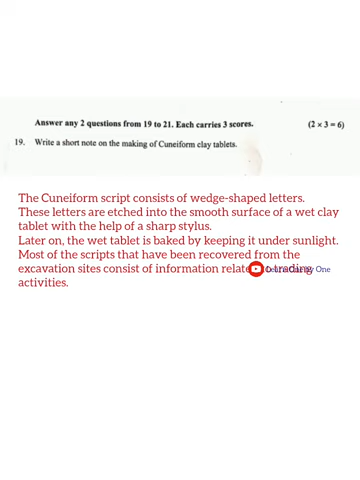 Answer any 2 questions from 19 to 21. Each carries 3 scores. (2 × 3 = 6)
19. Write a short note on the making of Cuneiform clay tablets.
The Cuneiform script consists of wedge-shaped letters.
These letters are etched into the smooth surface of a wet clay
tablet with the help of a sharp stylus.
Later on, the wet tablet is baked by keeping it under sunlight.
Most of the scripts that have been recovered from the
excavation sites consist of information related to trading
activities.